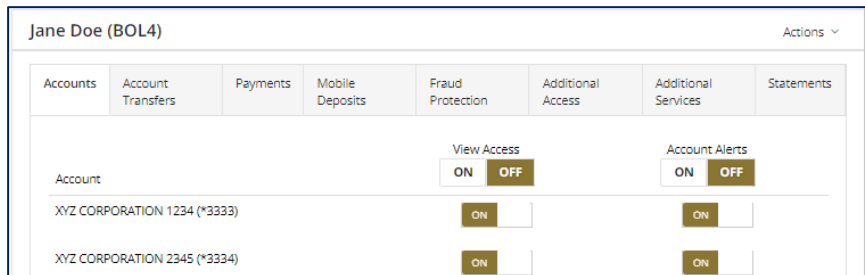 Jane Doe (BOL4)
Actions
Accounts
Account
Transfers
Payments
Mobile
Deposits
Fraud
Protection
Additional
Access
Additional
Services
Statements
View Access
Account Alerts
ON OFF
ON OFF
Account
XYZ CORPORATION 1234 (*3333)
ON
ON
XYZ CORPORATION 2345 (*3334)
ON
ON